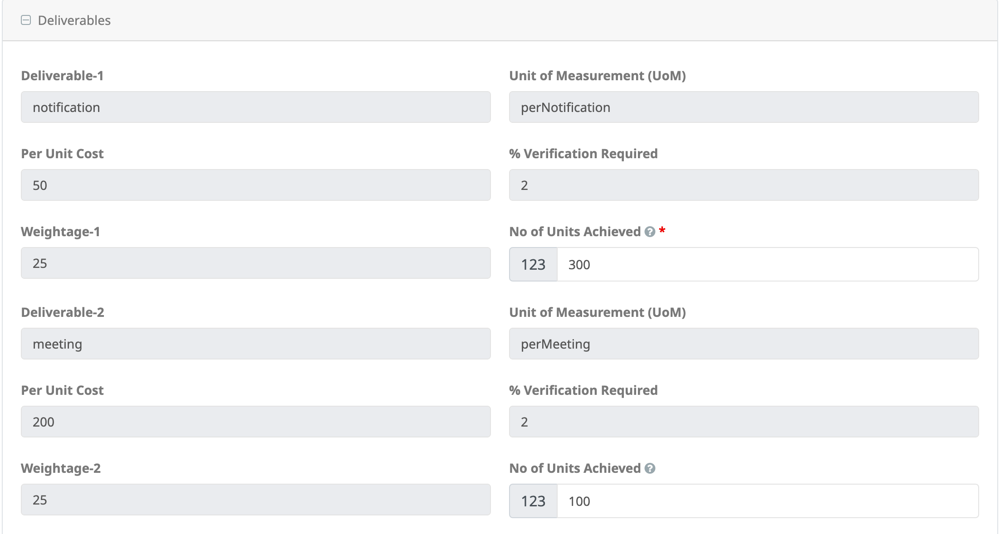 Deliverables
Deliverable-1
Unit of Measurement (UoM)
notification
perNotification
Per Unit Cost
% Verification Required
50
2
Weightage-1
No of Units Achieved ? *
25
123 300
Deliverable-2
Unit of Measurement (UoM)
meeting
perMeeting
Per Unit Cost
% Verification Required
200
2
Weightage-2
No of Units Achieved ?
25
123 100